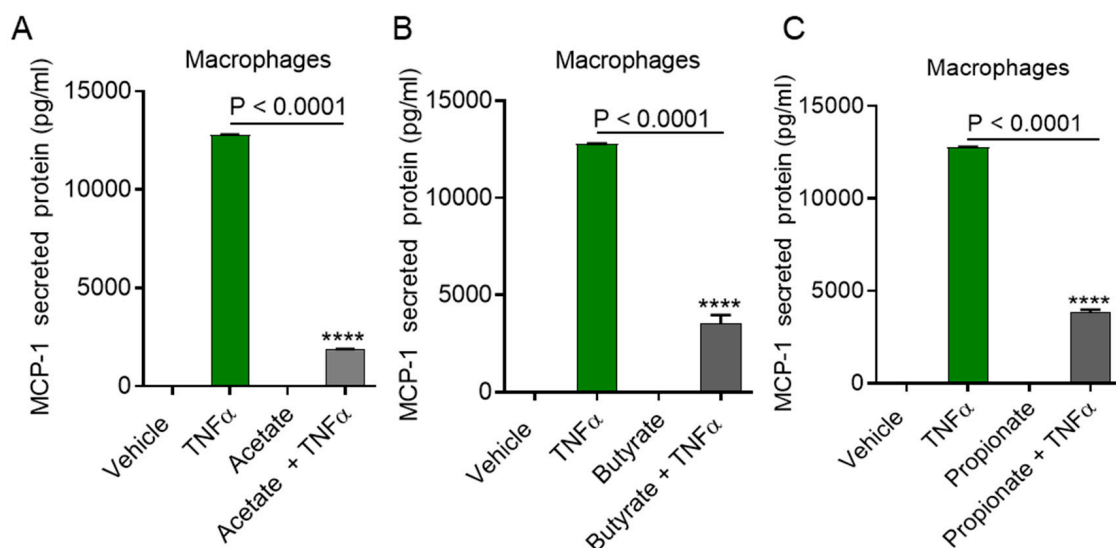 A
Macrophages
MCP-1 secreted protein (pg/ml)
15000
10000
5000
0
P < 0.0001
****
Vehicle
TNFα
Acetate
Acetate + TNFα
B
Macrophages
MCP-1 secreted protein (pg/ml)
15000
10000
5000
0
P < 0.0001
****
Vehicle
TNFα
Butyrate
Butyrate + TNFα
C
Macrophages
MCP-1 secreted protein (pg/ml)
15000
10000
5000
0
P < 0.0001
****
Vehicle
TNFα
Propionate
Propionate + TNFα